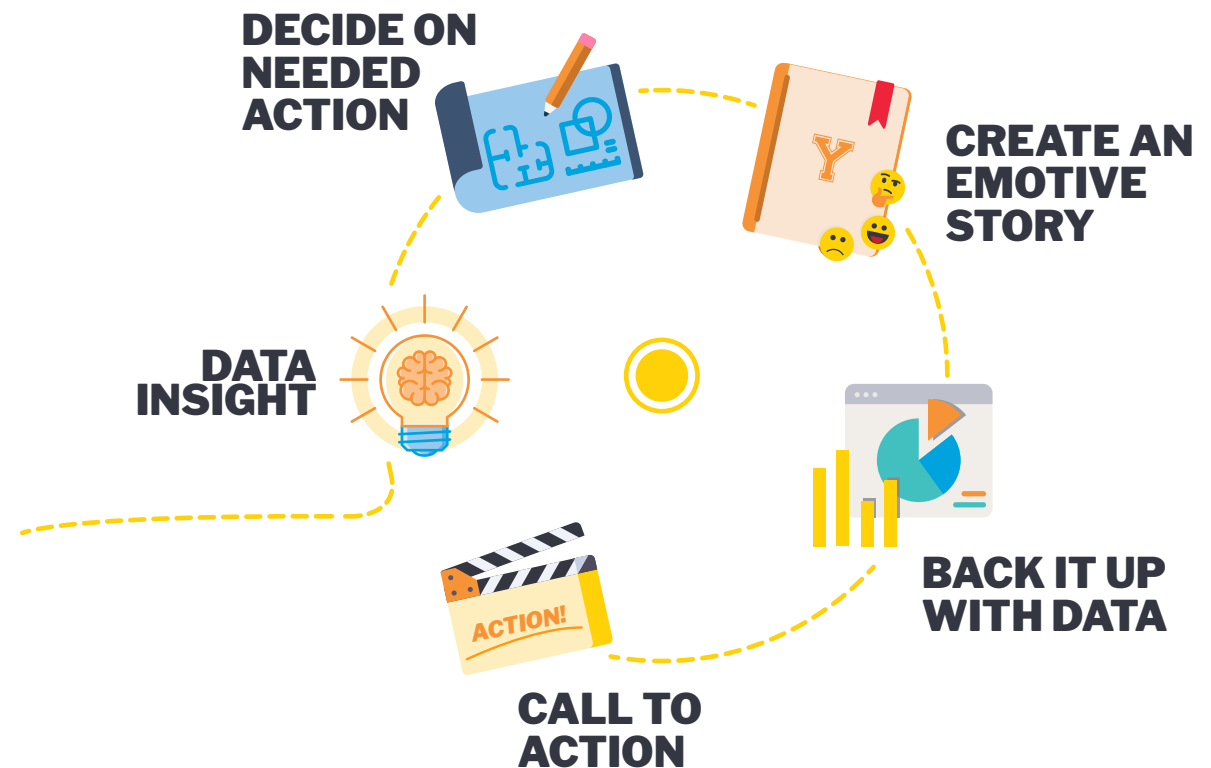 DECIDE ON
NEEDED
ACTION
Y
CREATE AN
EMOTIVE
STORY
DATA
INSIGHT
BACK IT UP
WITH DATA
ACTION!
CALL TO
ACTION